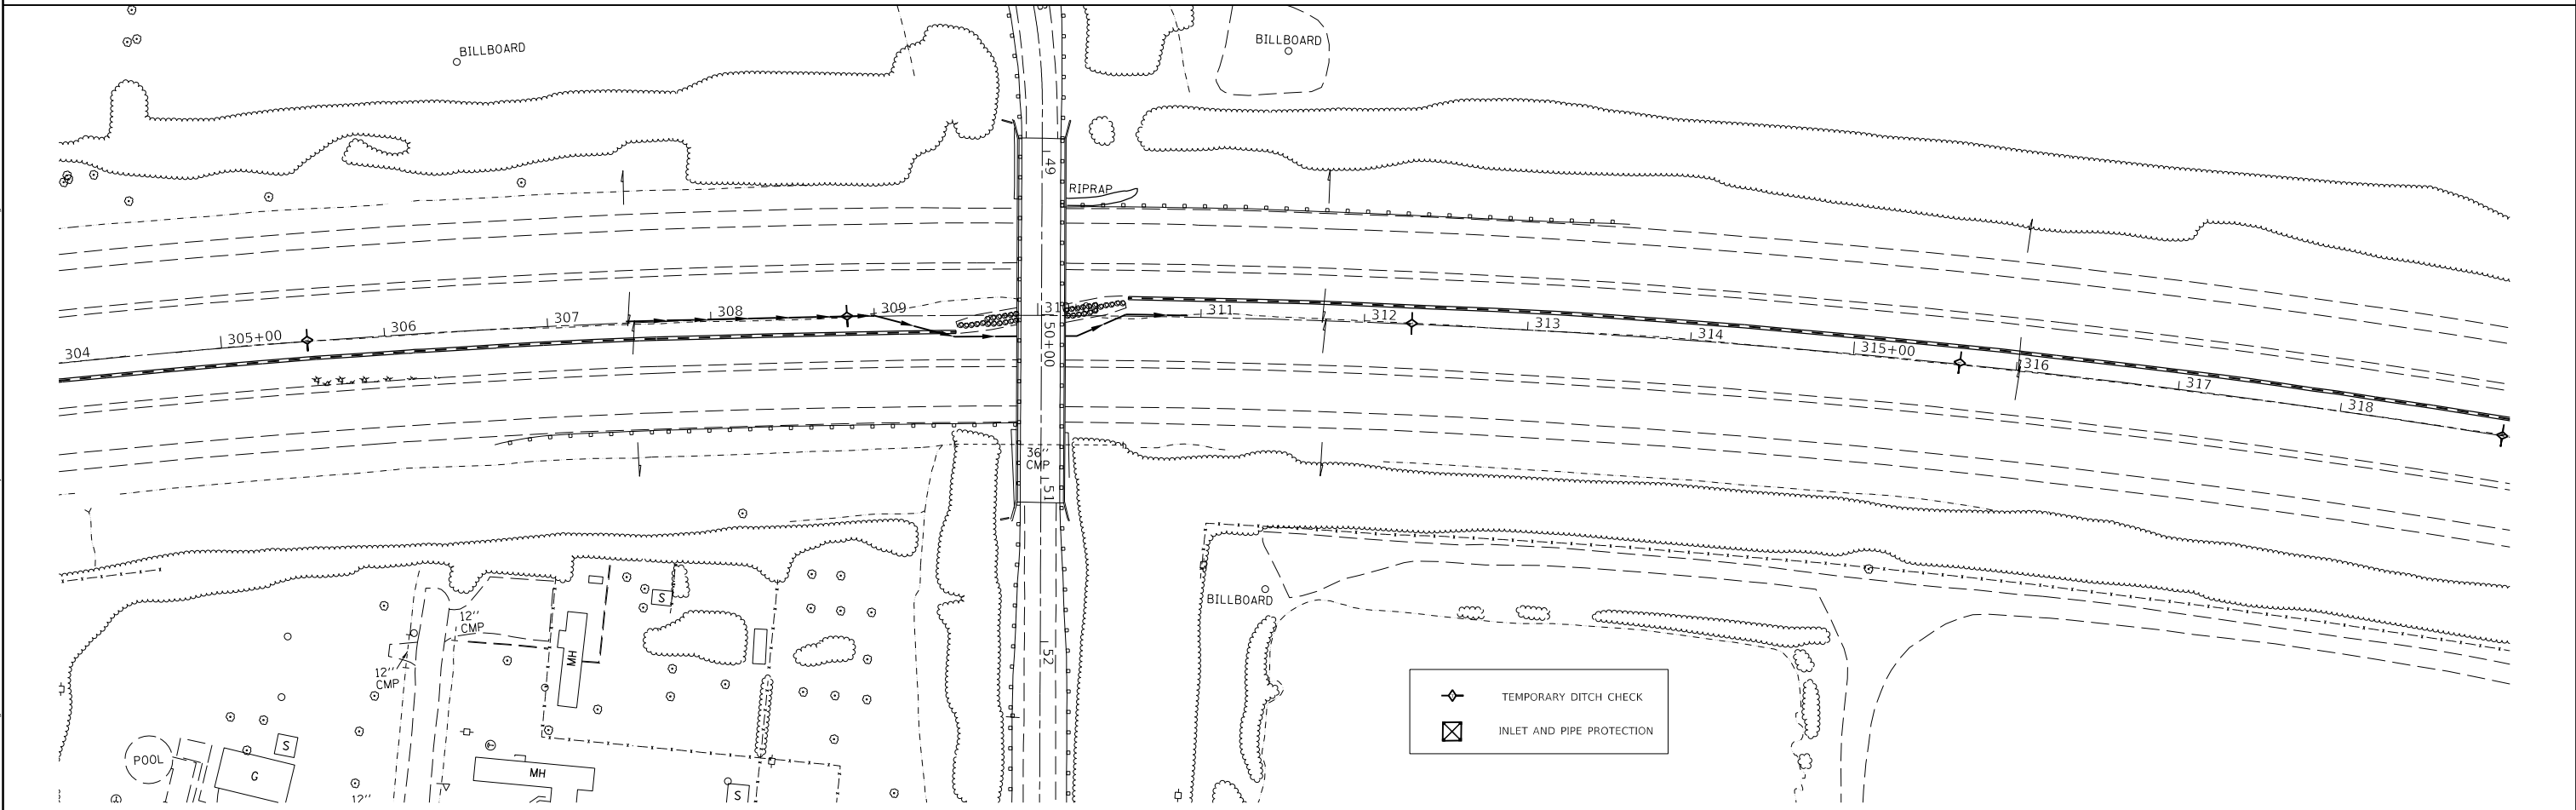 BILLBOARD
BILLBOARD
49
RIPRAP
304
305+00
306
307
308
309
310
311
312
313
314
315+00
316
317
318
55+00
36"
CMP
51
BILLBOARD
12"
CMP
12"
CMP
S
MH
52
TEMPORARY DITCH CHECK
INLET AND PIPE PROTECTION
POOL
S
G
MH
S
12"